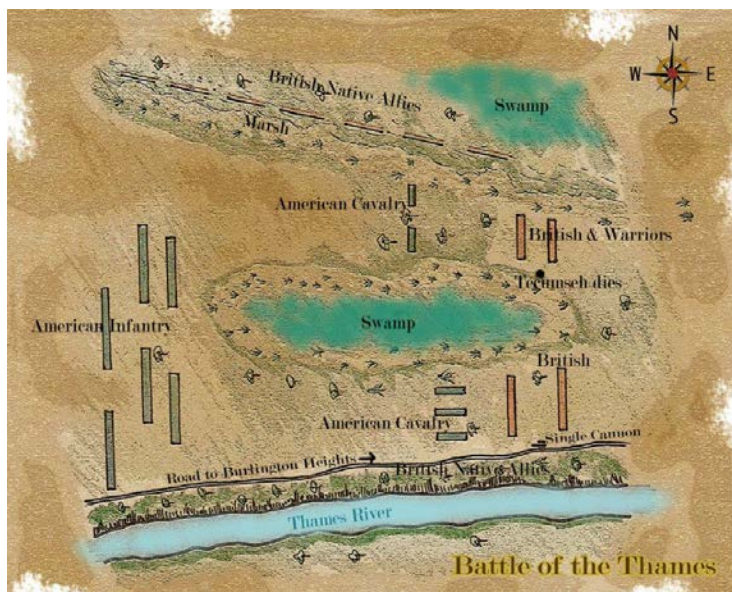 N
W E
S
British Native Allies
Swamp
Marsh
American Cavalry
British & Warriors
Tecumseh dies
American Infantry
Swamp
British
American Cavalry
Single Cannon
Road to Burlington Heights
British Native Allies
Thames River
Battle of the Thames